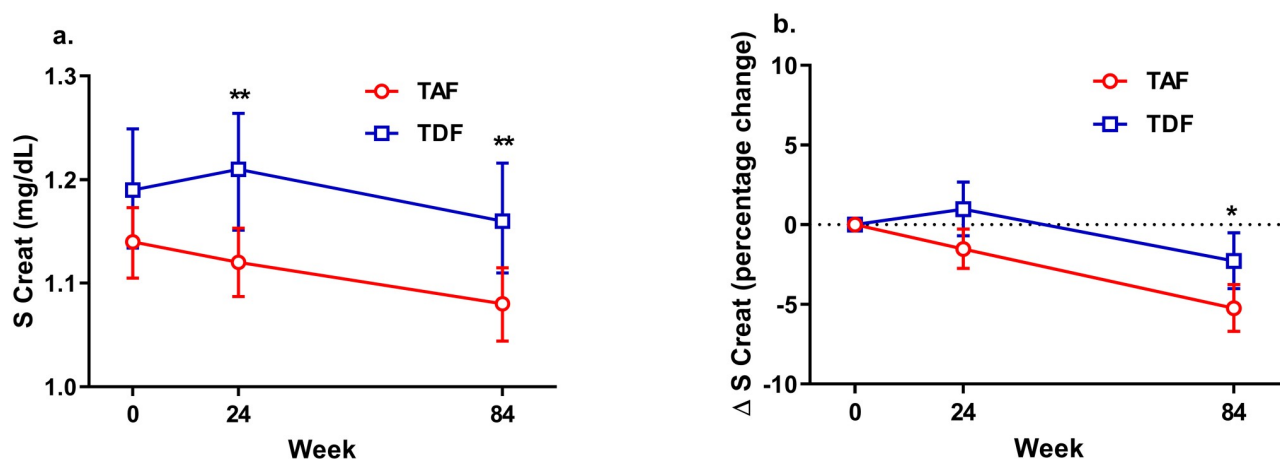 a.
S Creat (mg/dL)
1.3
1.2
1.1
1.0
**
**
TAF
TDF
0 24 84
Week
b.
Δ S Creat (percentage change)
10
5
0
-5
-10
TAF
TDF
*
0 24 84
Week